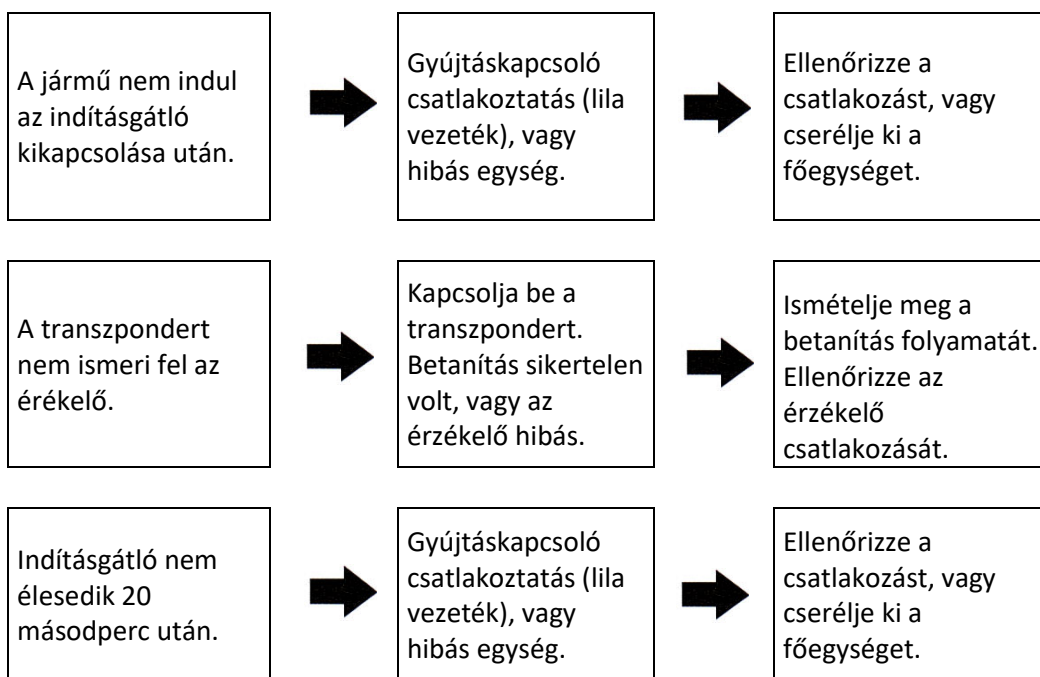 A jármű nem indul
az indításgátló
kikapcsolása után.
Gyújtáskapcsoló
csatlakoztatás (lila
vezeték), vagy
hibás egység.
Ellenőrizze a
csatlakozást, vagy
cserélje ki a
főegységet.
A transzpondert
nem ismeri fel az
érékelő.
Kapcsolja be a
transzpondert.
Betanítás sikertelen
volt, vagy az
érzékelő hibás.
Ismételje meg a
betanítás folyamatát.
Ellenőrizze az
érzékelő
csatlakozását.
Indításgátló nem
élesedik 20
másodperc után.
Gyújtáskapcsoló
csatlakoztatás (lila
vezeték), vagy
hibás egység.
Ellenőrizze a
csatlakozást, vagy
cserélje ki a
főegységet.